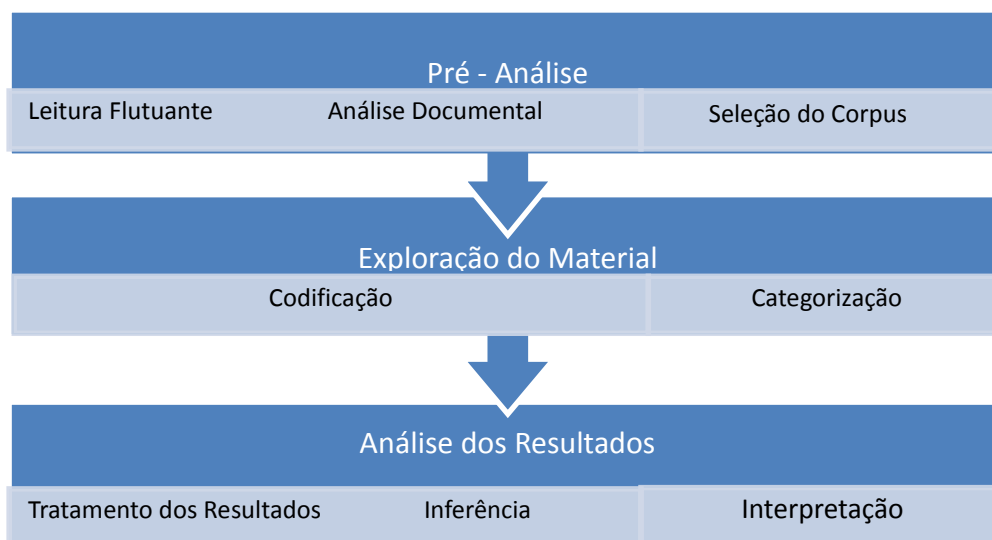 Pré - Análise
Leitura Flutuante Análise Documental Seleção do Corpus
Exploração do Material
Codificação Categorização
Análise dos Resultados
Tratamento dos Resultados Inferência Interpretação